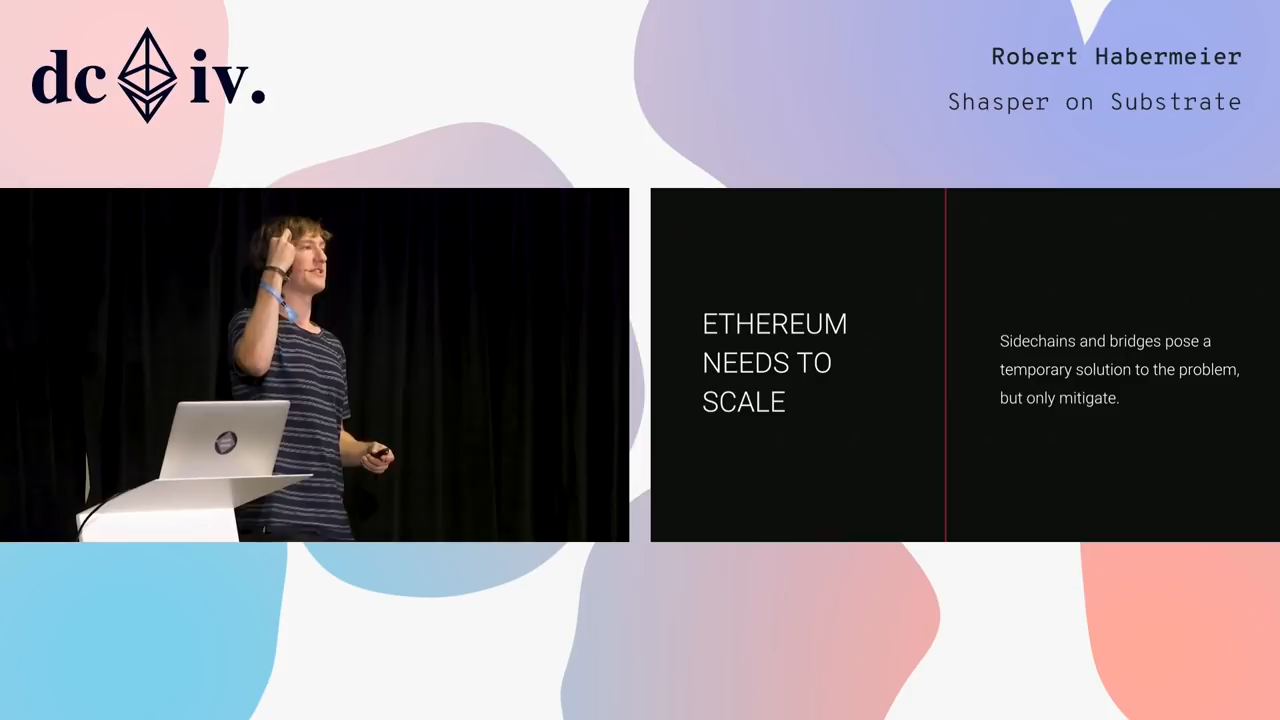 dc iv.
Robert Habermeier
Shasper on Substrate
ETHEREUM
NEEDS TO
SCALE
Sidechains and bridges pose a
temporary solution to the problem,
but only mitigate.